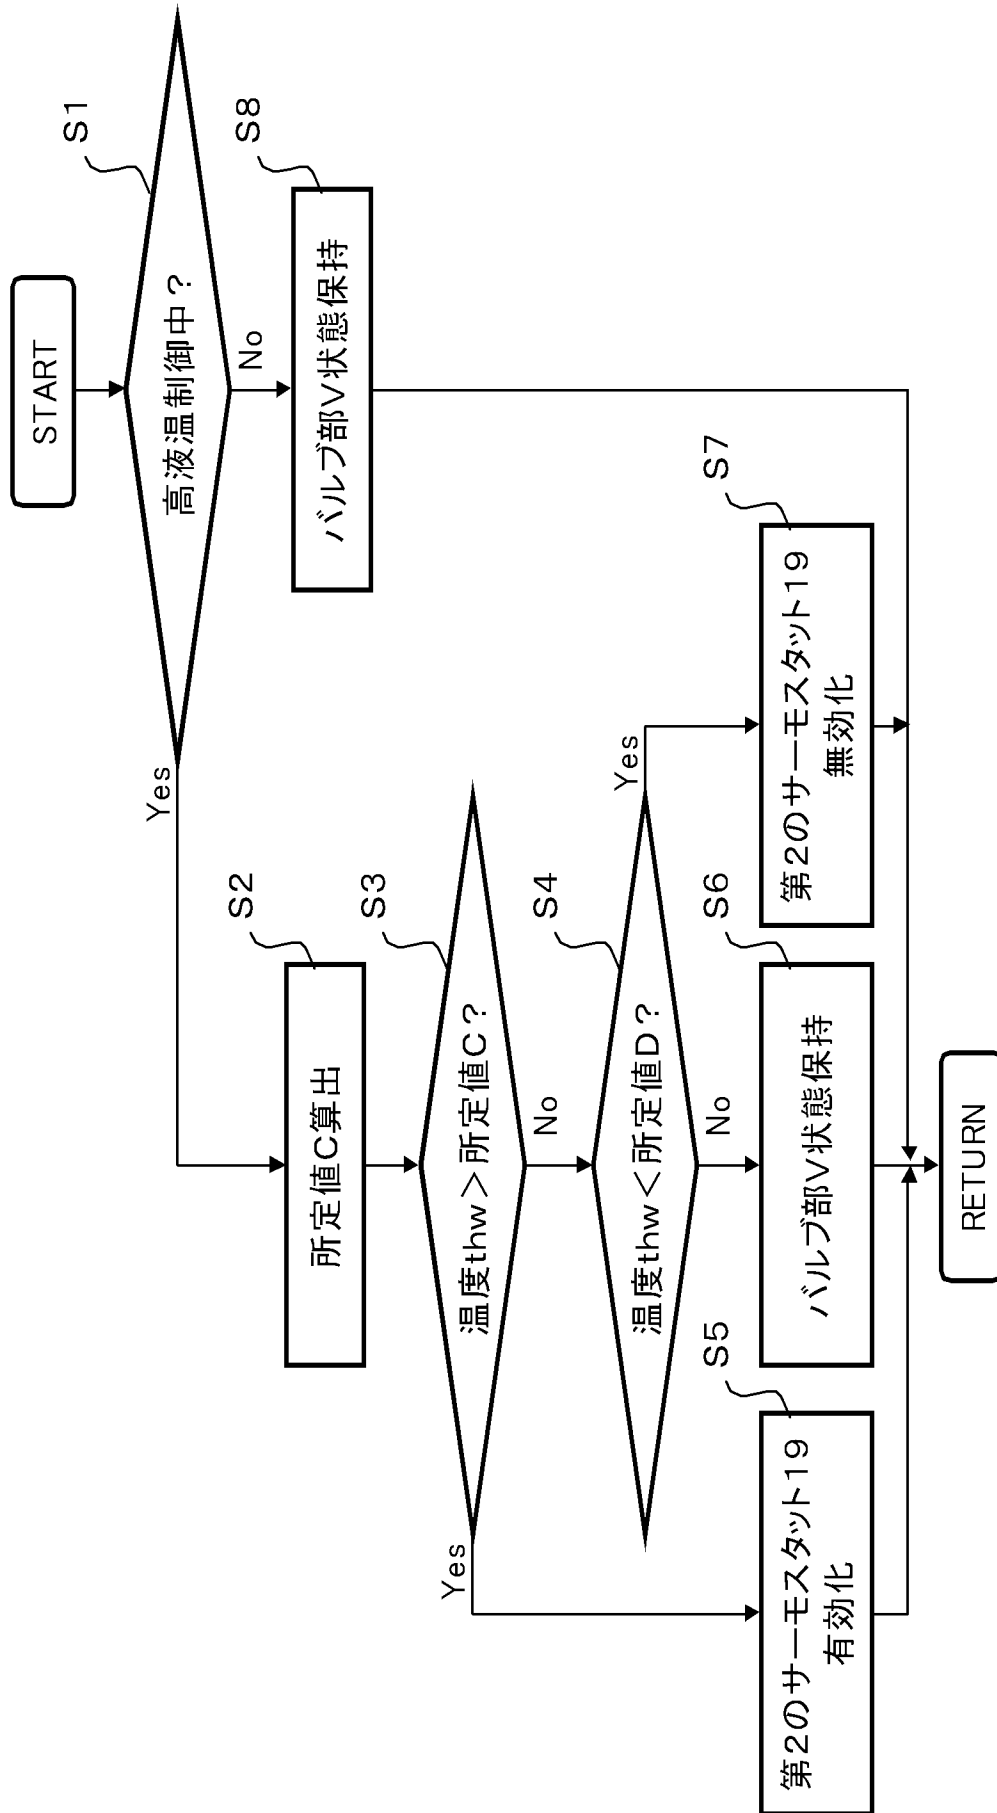 START
S1
高液温制御中？
Yes
No
S8
バルブ部V状態保持
S2
所定値C算出
S3
温度thw＞所定値C？
Yes
No
S4
温度thw＜所定値D？
Yes
No
S5
第2のサーモスタット19
有効化
S6
バルブ部V状態保持
S7
第2のサーモスタット19
無効化
RETURN